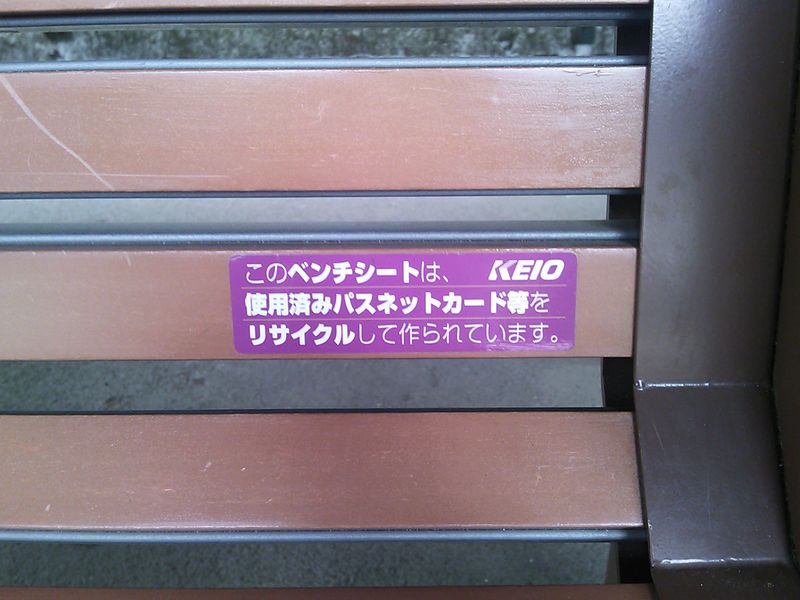 このベンチシートは、 KEIO
使用済みパスネットカード等を
リサイクルして作られています。